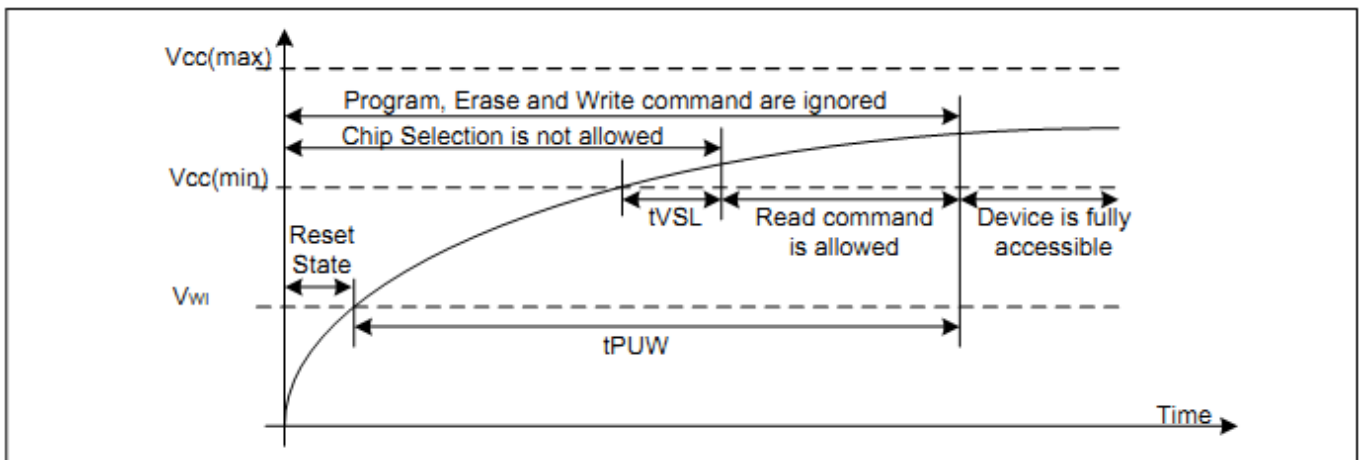 Vcc(max)
Program, Erase and Write command are ignored
Chip Selection is not allowed
Vcc(min)
tVSL
Read command
is allowed
Device is fully
accessible
Reset
State
VWI
tPUW
Time